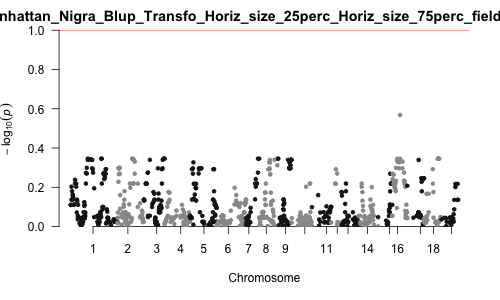 nhattan_Nigra_Blup_Transfo_Horiz_size_25perc_Horiz_size_75perc_field
1.0
0.8
0.6
0.4
0.2
0.0
− log10(p)
1 2 3 4 5 6 7 8 9 11 14 16 18
Chromosome